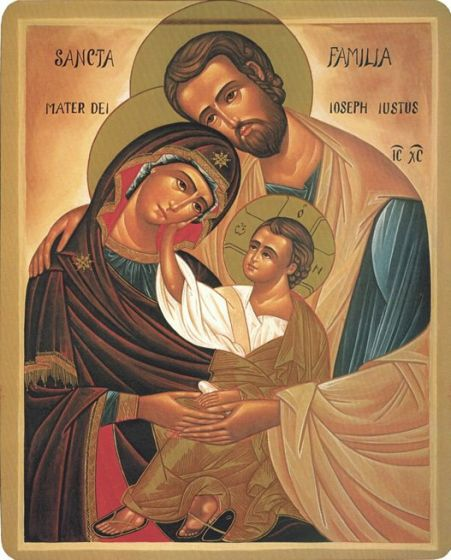 SANCTA FAMILIA
MATER DEI IOSEPH IUSTUS
IC XC
Ο Ν